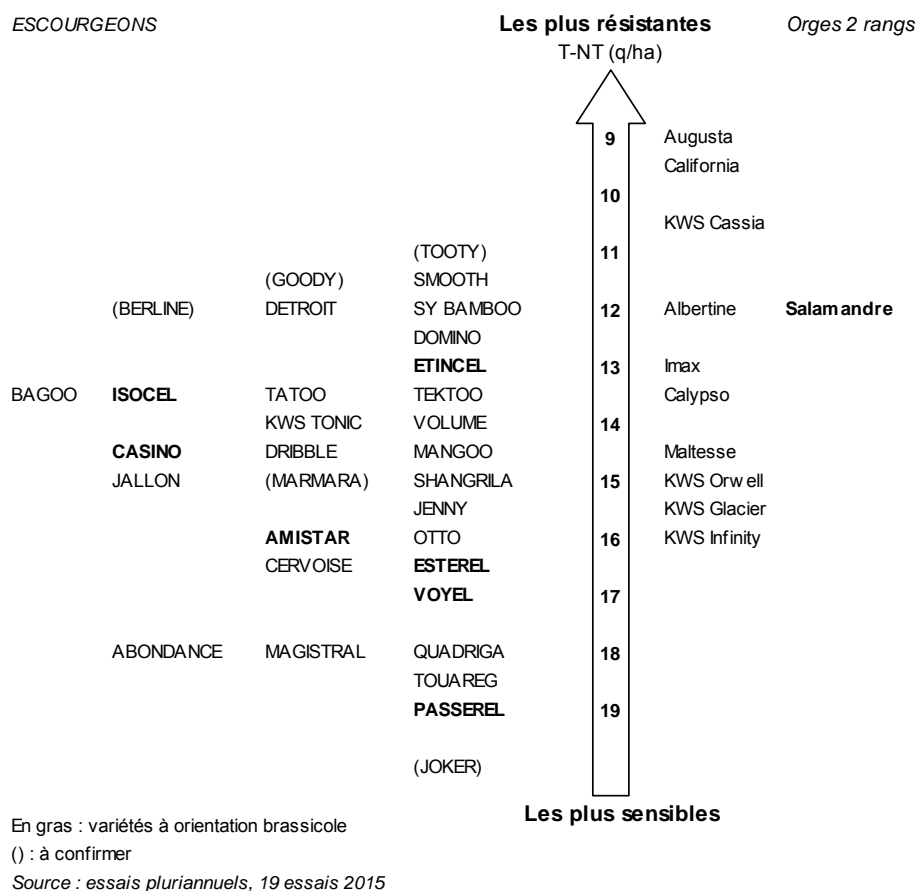 ESCOURGEONS Les plus résistantes Orges 2 rangs
T-NT (q/ha)
9 Augusta
California
10
KWS Cassia
(TOOTY) 11
(GOODY) SMOOTH
(BERLINE) DETROIT SY BAMBOO 12 Albertine Salamandre
DOMINO
ETINCEL 13 Imax
BAGOO ISOCEL TATOO TEKTOO Calypso
KWS TONIC VOLUME 14
CASINO DRIBBLE MANGOO Maltesse
JALLON (MARMARA) SHANGRILA 15 KWS Orwell
JENNY KWS Glacier
AMISTAR OTTO 16 KWS Infinity
CERVOISE ESTEREL
VOYEL 17
ABONDANCE MAGISTRAL QUADRIGA 18
TOUAREG
PASSEREL 19
(JOKER)
Les plus sensibles
En gras : variétés à orientation brassicole
() : à confirmer
Source : essais pluriannuels, 19 essais 2015